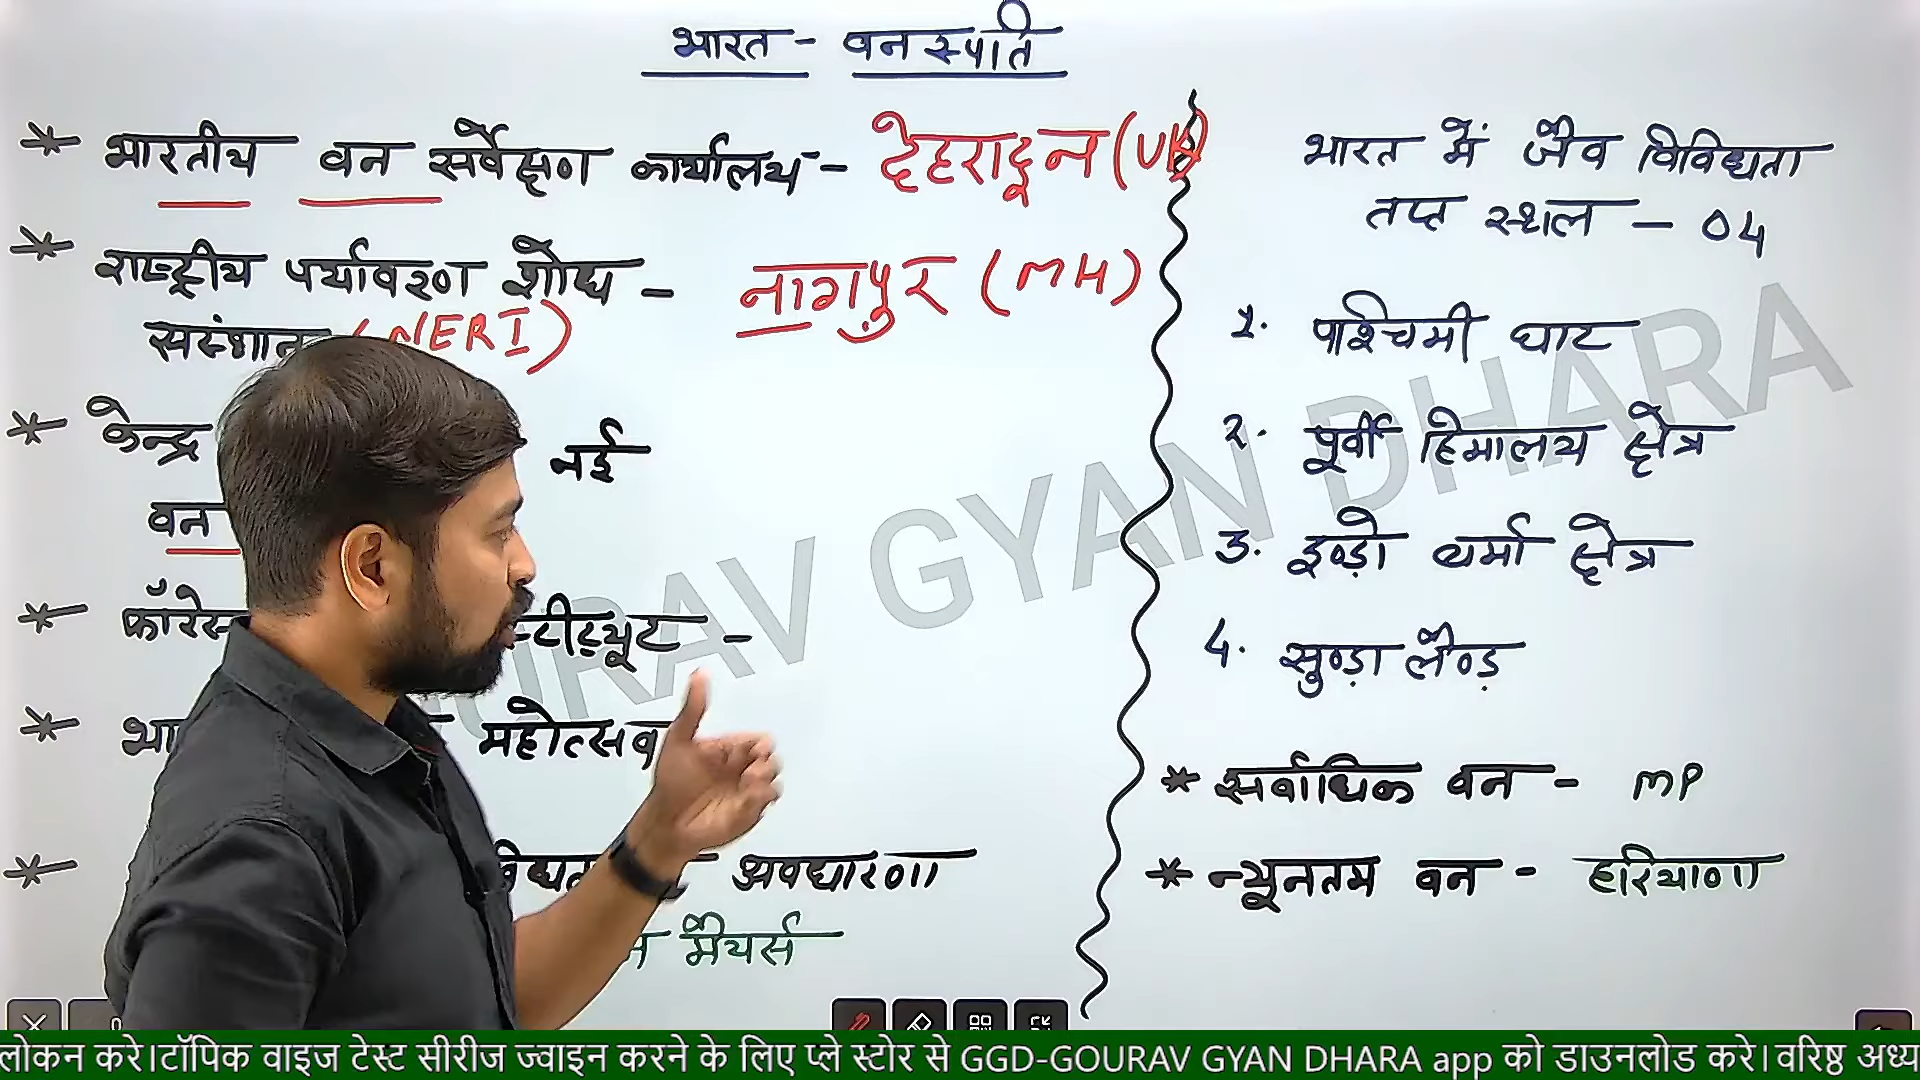 भारत - वनस्पति
* भारतीय वन सर्वेक्षण कार्यालय - देहरादून (UK)
* राष्ट्रीय पर्यावरण शोध - नागपुर (MH)
संस्थान (NERI)
* केन्द्र नई
वन
*
* महोत्सव
* अवधारणा
मैयर्स
भारत में जैव विविधता
तप्त स्थल - 04
1. पश्चिमी घाट
2. पूर्वी हिमालय क्षेत्र
3. इण्डो बर्मा क्षेत्र
4. सुण्डा लैण्ड
* सर्वाधिक वन - MP
* न्यूनतम वन - हरियाणा
GYAN DHARA
लोकन करे।टॉपिक वाइज टेस्ट सीरीज ज्वाइन करने के लिए प्ले स्टोर से GGD-GOURAV GYAN DHARA app को डाउनलोड करे।वरिष्ठ